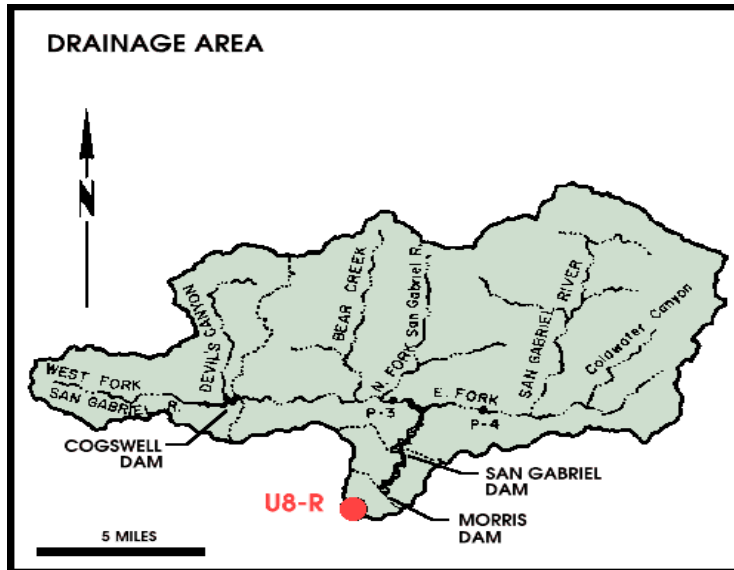 DRAINAGE AREA
N
DEVIL'S CANYON
BEAR CREEK
N FORK San Gabriel R.
SAN GABRIEL RIVER
Coldwater Canyon
WEST FORK
SAN GABRIEL R.
E. FORK
P-3
P-4
COGSWELL
DAM
SAN GABRIEL
DAM
U8-R
MORRIS
DAM
5 MILES